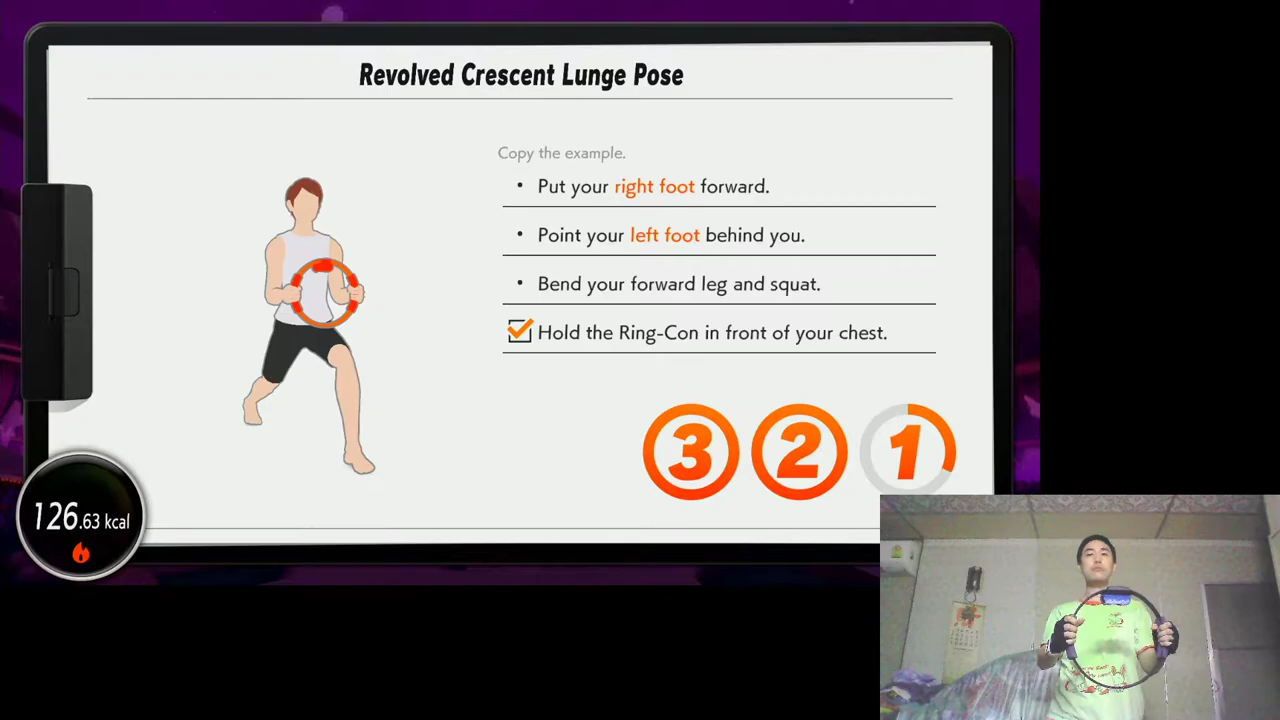 Revolved Crescent Lunge Pose
Copy the example.
• Put your right foot forward.
• Point your left foot behind you.
• Bend your forward leg and squat.
Hold the Ring-Con in front of your chest.
3 2 1
126.63 kcal